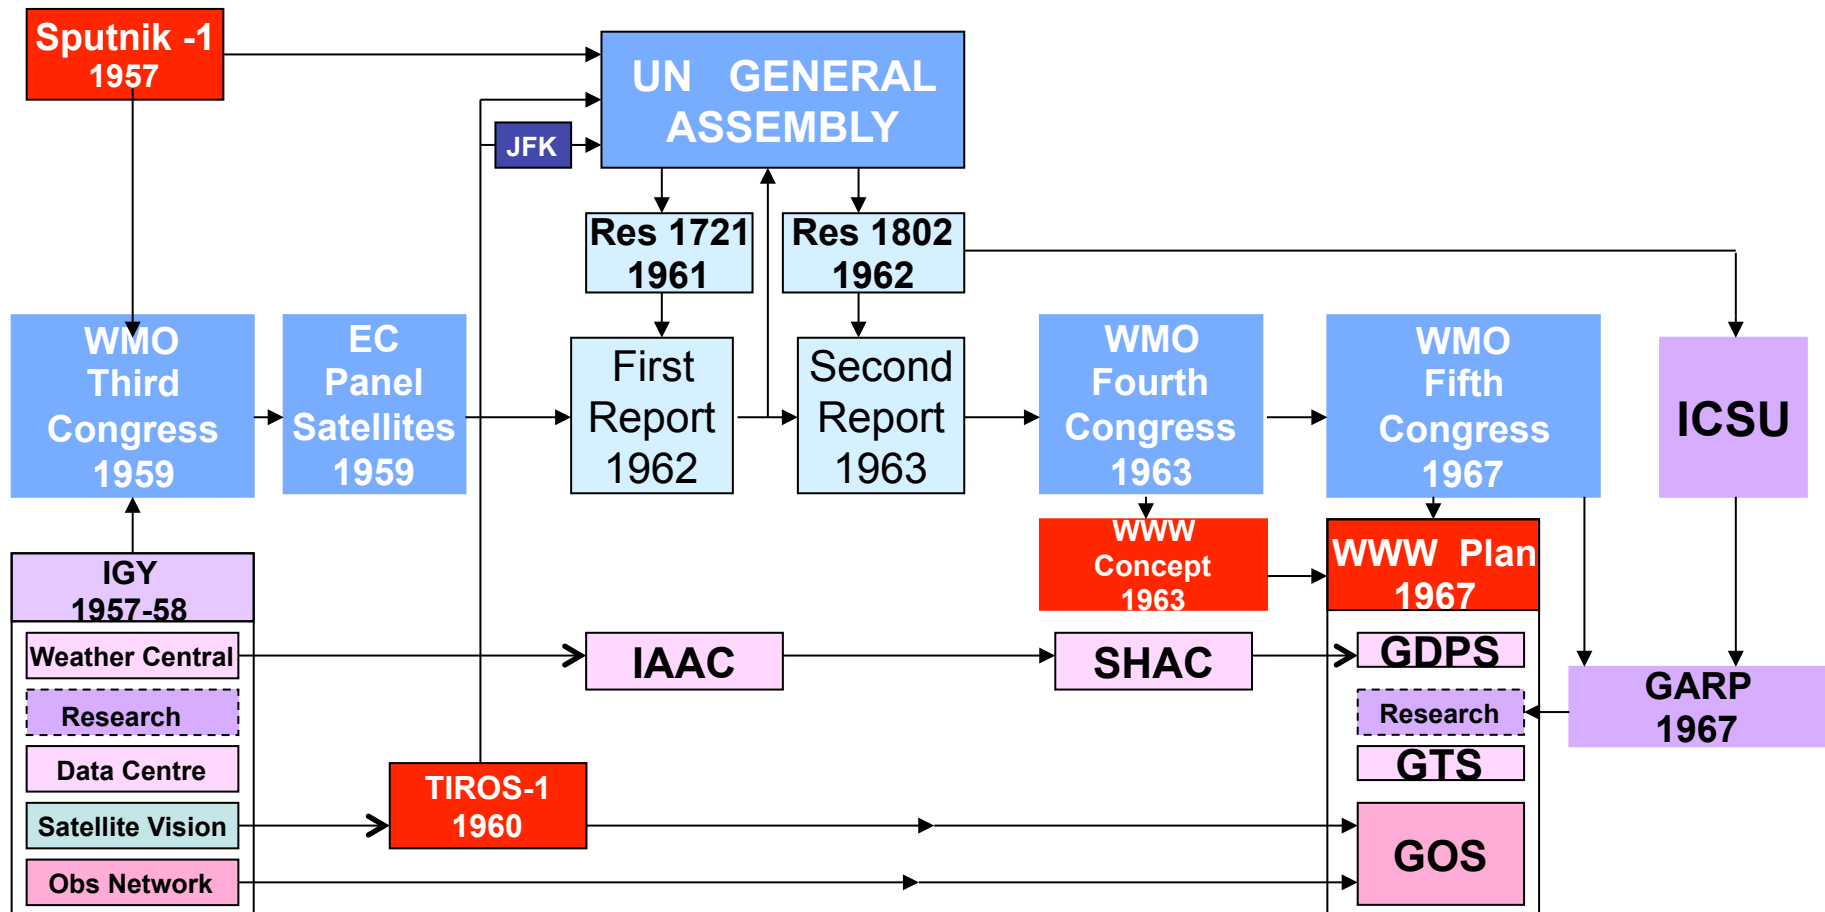 Sputnik -1
1957
UN GENERAL
ASSEMBLY
JFK
Res 1721
1961
Res 1802
1962
WMO
Third
Congress
1959
EC
Panel
Satellites
1959
First
Report
1962
Second
Report
1963
WMO
Fourth
Congress
1963
WMO
Fifth
Congress
1967
ICSU
WWW
Concept
1963
WWW Plan
1967
IGY
1957-58
Weather Central
IAAC
SHAC
GDPS
Research
Research
GARP
1967
Data Centre
GTS
TIROS-1
1960
Satellite Vision
GOS
Obs Network